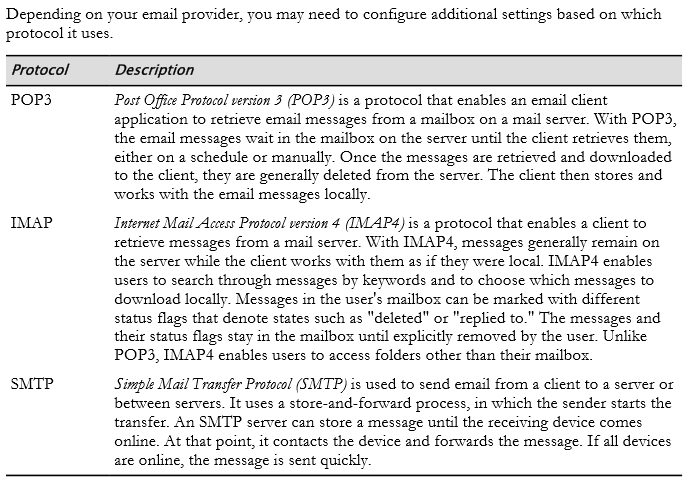 Depending on your email provider, you may need to configure additional settings based on which
protocol it uses.
Protocol Description
POP3 Post Office Protocol version 3 (POP3) is a protocol that enables an email client
application to retrieve email messages from a mailbox on a mail server. With POP3,
the email messages wait in the mailbox on the server until the client retrieves them,
either on a schedule or manually. Once the messages are retrieved and downloaded
to the client, they are generally deleted from the server. The client then stores and
works with the email messages locally.
IMAP Internet Mail Access Protocol version 4 (IMAP4) is a protocol that enables a client to
retrieve messages from a mail server. With IMAP4, messages generally remain on
the server while the client works with them as if they were local. IMAP4 enables
users to search through messages by keywords and to choose which messages to
download locally. Messages in the user's mailbox can be marked with different
status flags that denote states such as "deleted" or "replied to." The messages and
their status flags stay in the mailbox until explicitly removed by the user. Unlike
POP3, IMAP4 enables users to access folders other than their mailbox.
SMTP Simple Mail Transfer Protocol (SMTP) is used to send email from a client to a server or
between servers. It uses a store-and-forward process, in which the sender starts the
transfer. An SMTP server can store a message until the receiving device comes
online. At that point, it contacts the device and forwards the message. If all devices
are online, the message is sent quickly.